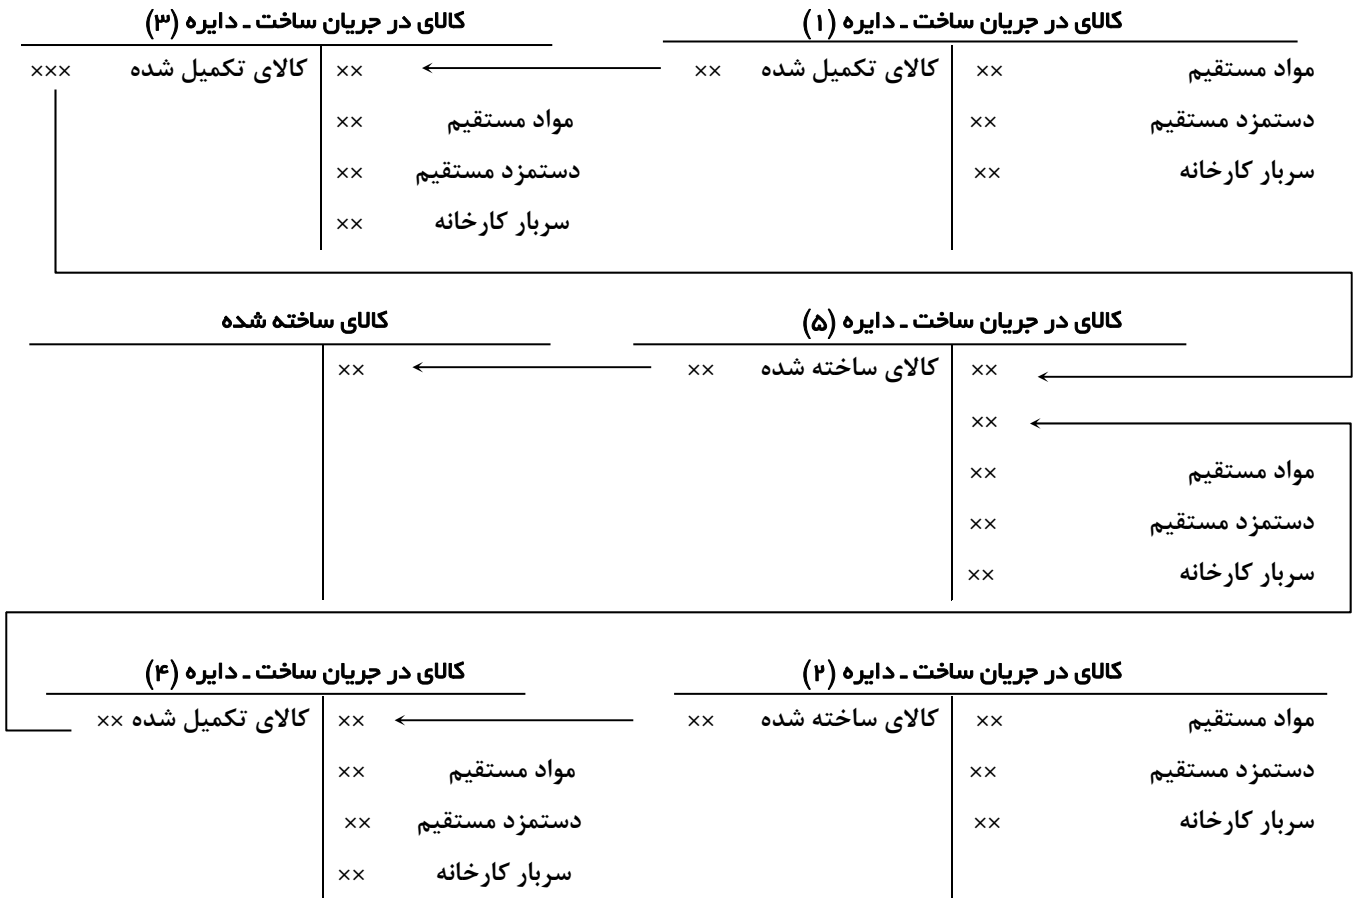 کالای در جریان ساخت ـ دایره (۱)
مواد مستقیم ×× کالای تکمیل شده ××
دستمزد مستقیم ××
سربار کارخانه ××
کالای در جریان ساخت ـ دایره (۳)
×× کالای تکمیل شده ×××
مواد مستقیم ××
دستمزد مستقیم ××
سربار کارخانه ××
کالای در جریان ساخت ـ دایره (۵)
×× کالای ساخته شده ××
××
مواد مستقیم ××
دستمزد مستقیم ××
سربار کارخانه ××
کالای ساخته شده
××
کالای در جریان ساخت ـ دایره (۲)
مواد مستقیم ×× کالای ساخته شده ××
دستمزد مستقیم ××
سربار کارخانه ××
کالای در جریان ساخت ـ دایره (۴)
×× کالای تکمیل شده ××
مواد مستقیم ××
دستمزد مستقیم ××
سربار کارخانه ××